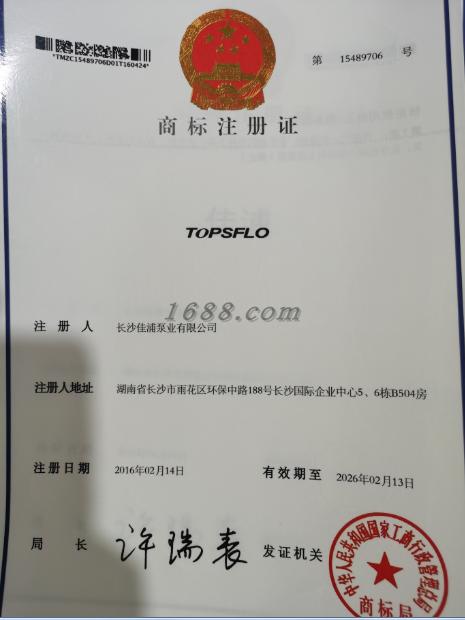 *TMZC15489706D01T160424*
第 15489706 号
商标注册证
TOPSFLO
1688.com
注册人 长沙佳浦泵业有限公司
注册人地址 湖南省长沙市雨花区环保中路188号长沙国际企业中心5、6栋B504房
注册日期 2016年02月14日 有效期至 2026年02月13日
局长 许瑞表 发证机关
中华人民共和国国家工商行政管理总局
商标局